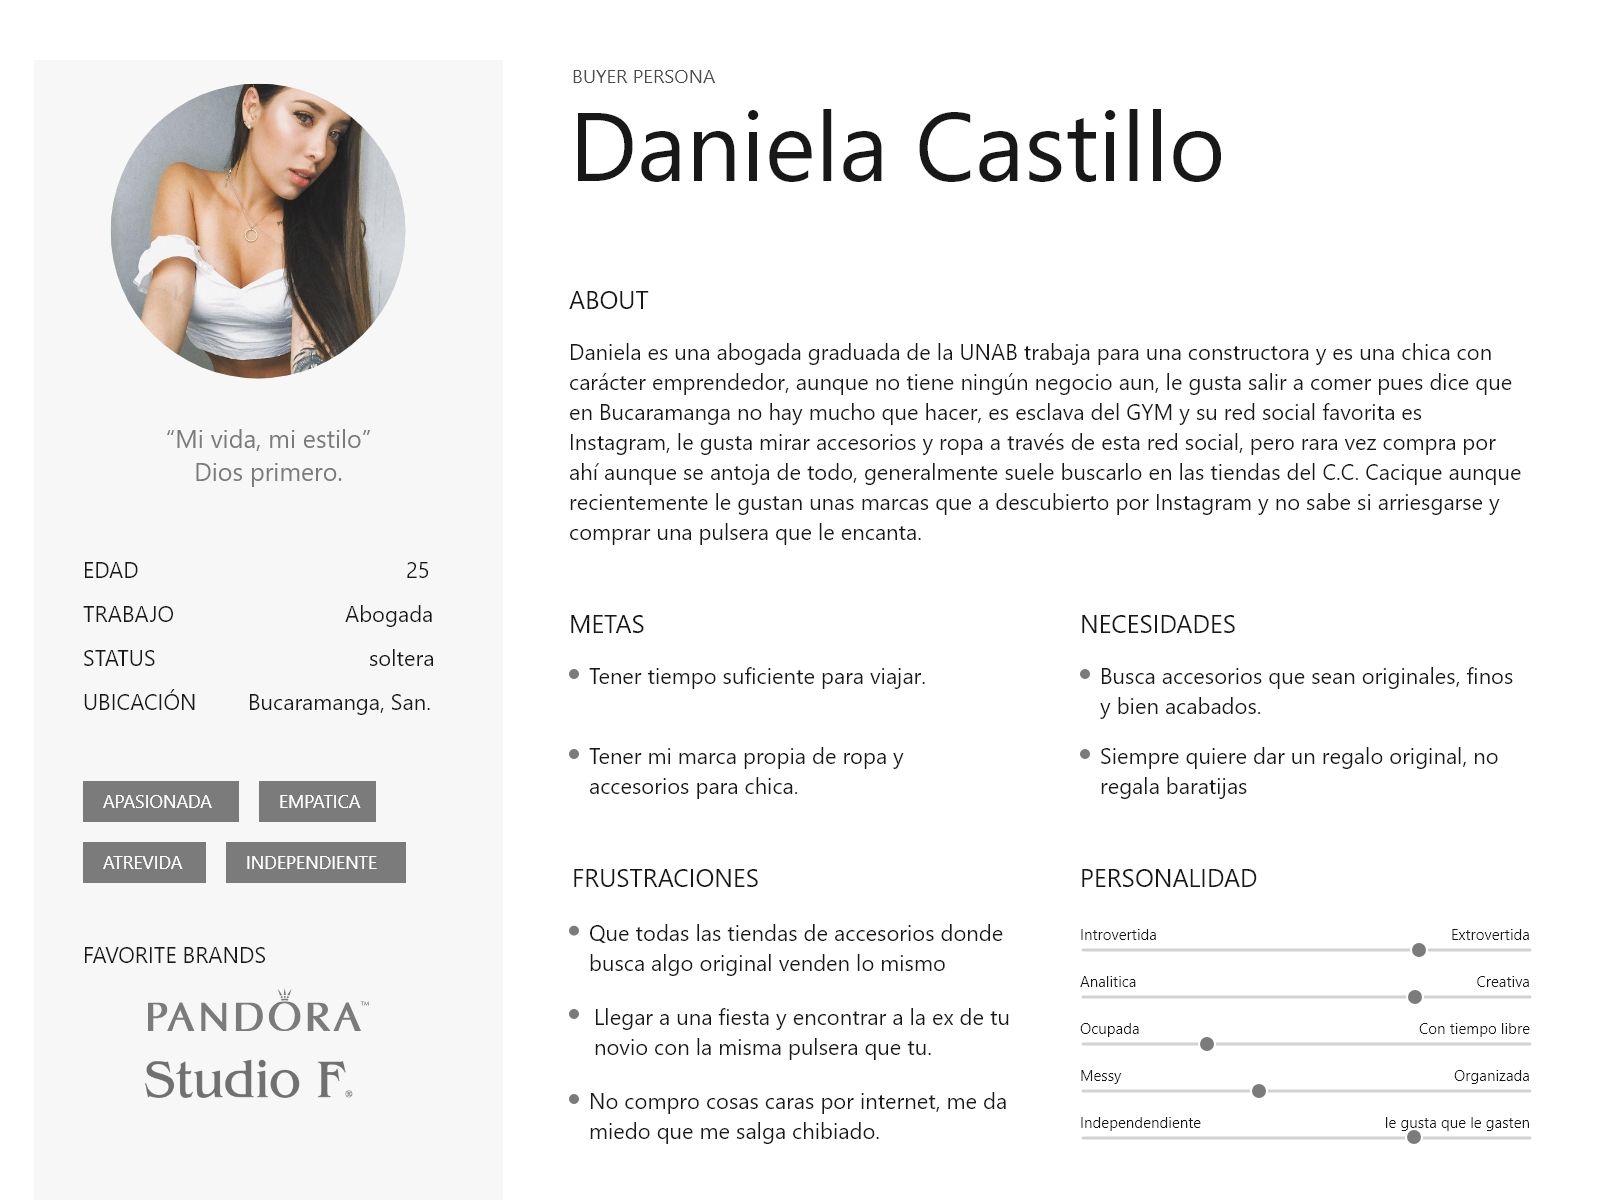 “Mi vida, mi estilo”
Dios primero.
EDAD 25
TRABAJO Abogada
STATUS soltera
UBICACIÓN Bucaramanga, San.
APASIONADA EMPATICA
ATREVIDA INDEPENDIENTE
FAVORITE BRANDS
PANDÖRA™
Studio F®
BUYER PERSONA
Daniela Castillo
ABOUT
Daniela es una abogada graduada de la UNAB trabaja para una constructora y es una chica con
carácter emprendedor, aunque no tiene ningún negocio aun, le gusta salir a comer pues dice que
en Bucaramanga no hay mucho que hacer, es esclava del GYM y su red social favorita es
Instagram, le gusta mirar accesorios y ropa a través de esta red social, pero rara vez compra por
ahí aunque se antoja de todo, generalmente suele buscarlo en las tiendas del C.C. Cacique aunque
recientemente le gustan unas marcas que a descubierto por Instagram y no sabe si arriesgarse y
comprar una pulsera que le encanta.
METAS
Tener tiempo suficiente para viajar.
Tener mi marca propia de ropa y
accesorios para chica.
NECESIDADES
Busca accesorios que sean originales, finos
y bien acabados.
Siempre quiere dar un regalo original, no
regala baratijas
FRUSTRACIONES
Que todas las tiendas de accesorios donde
busca algo original venden lo mismo
Llegar a una fiesta y encontrar a la ex de tu
novio con la misma pulsera que tu.
No compro cosas caras por internet, me da
miedo que me salga chibiado.
PERSONALIDAD
Introvertida Extrovertida
Analitica Creativa
Ocupada Con tiempo libre
Messy Organizada
Independendiente le gusta que le gasten